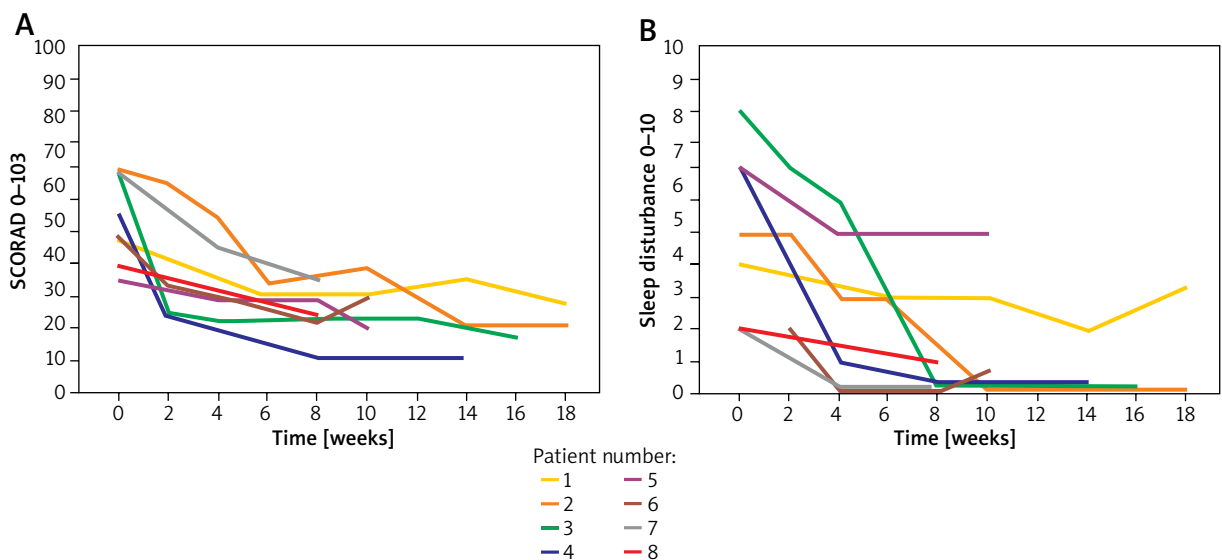 A
SCORAD 0–103
100
90
80
70
60
50
40
30
20
10
0
0 2 4 6 8 10 12 14 16 18
Time [weeks]
B
Sleep disturbance 0–10
10
9
8
7
6
5
4
3
2
1
0
0 2 4 6 8 10 12 14 16 18
Time [weeks]
Patient number:
1 5
2 6
3 7
4 8